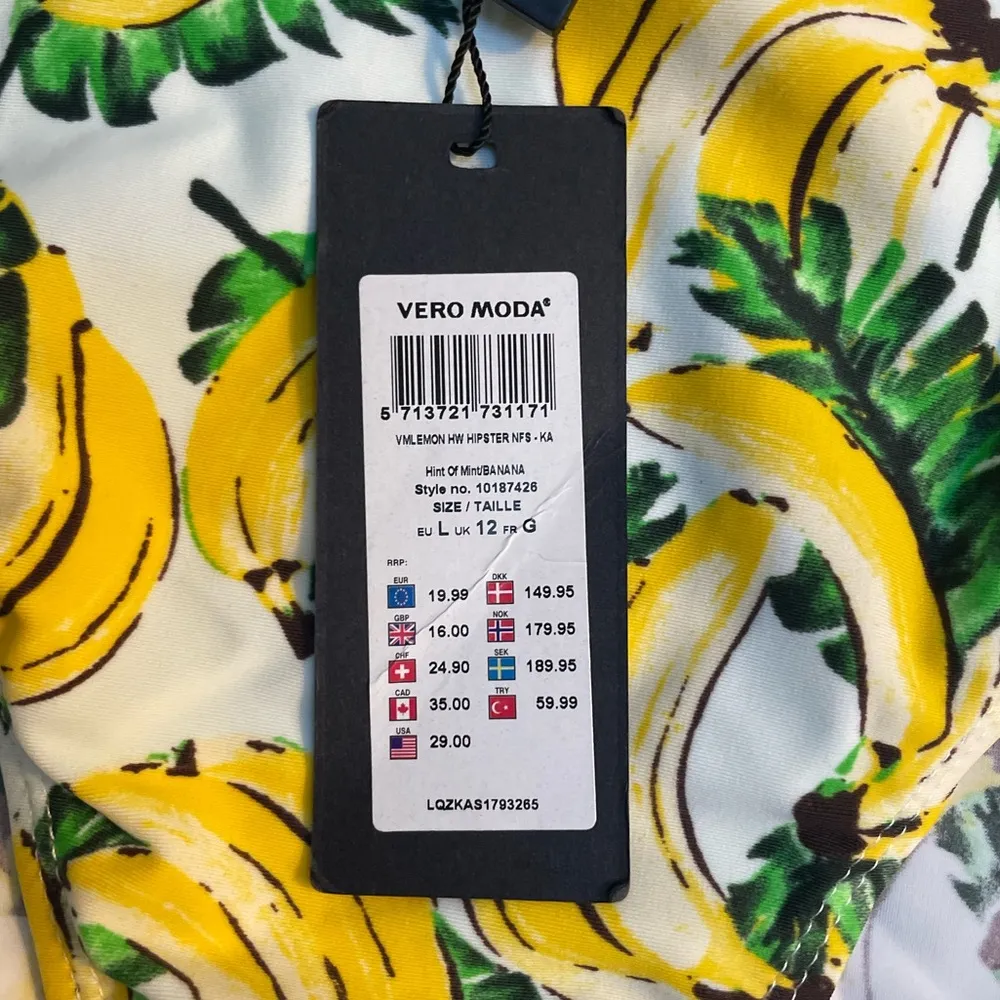 VERO MODA®
5 713721 731171
VMLEMON HW HIPSTER NFS - KA
Hint Of Mint/BANANA
Style no. 10187426
SIZE / TAILLE
EU L UK 12 FR G
RRP:
EUR 19.99 DKK 149.95
GBP 16.00 NOK 179.95
CHF 24.90 SEK 189.95
CAD 35.00 TRY 59.99
USA 29.00
LQZKAS1793265